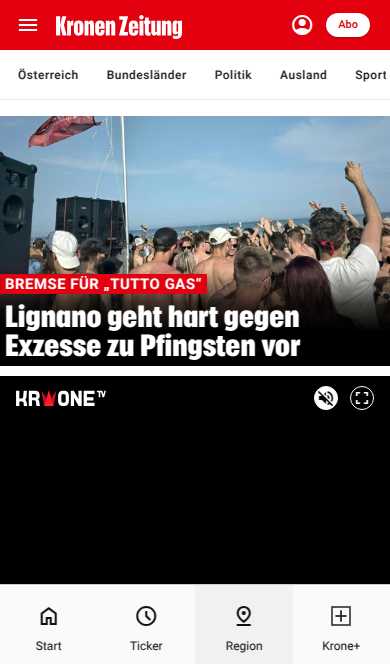 Kronen Zeitung
Abo
Österreich Bundesländer Politik Ausland Sport
BREMSE FÜR „TUTTO GAS“
Lignano geht hart gegen
Exzesse zu Pfingsten vor
KRONE TV
Start Ticker Region Krone+